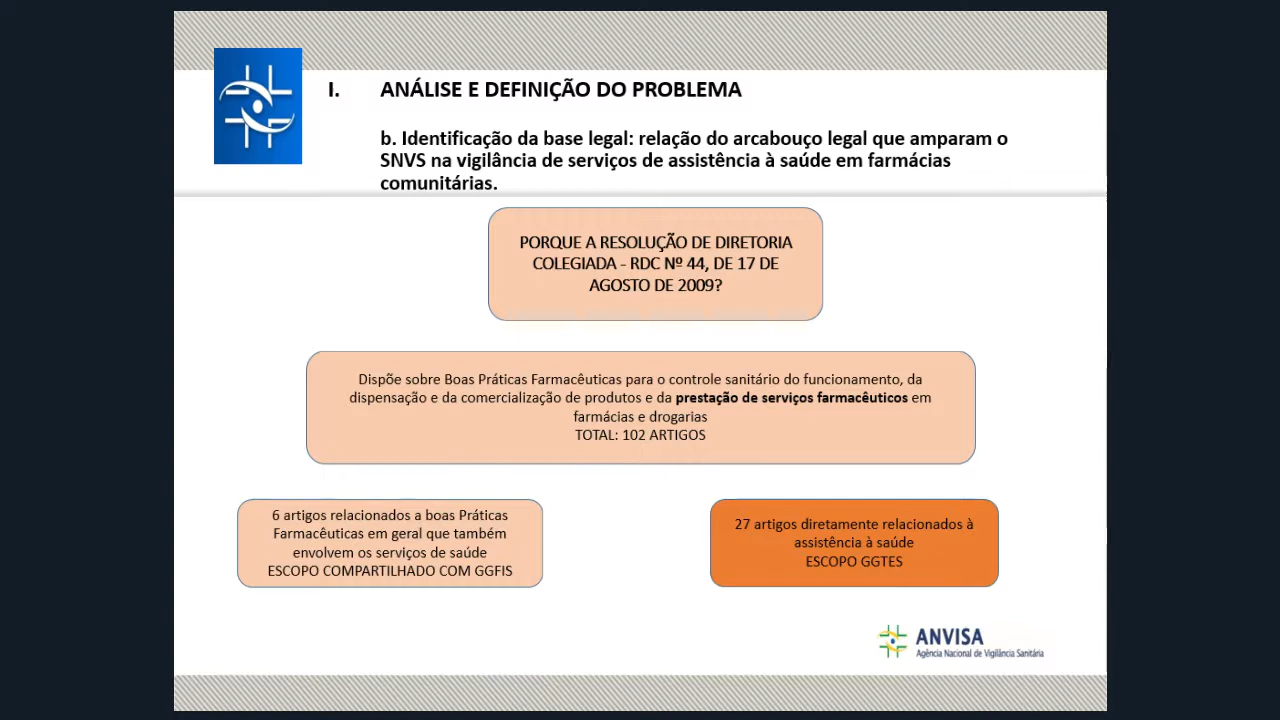 I. ANÁLISE E DEFINIÇÃO DO PROBLEMA
b. Identificação da base legal: relação do arcabouço legal que amparam o
SNVS na vigilância de serviços de assistência à saúde em farmácias
comunitárias.
PORQUE A RESOLUÇÃO DE DIRETORIA
COLEGIADA - RDC Nº 44, DE 17 DE
AGOSTO DE 2009?
Dispõe sobre Boas Práticas Farmacêuticas para o controle sanitário do funcionamento, da
dispensação e da comercialização de produtos e da prestação de serviços farmacêuticos em
farmácias e drogarias
TOTAL: 102 ARTIGOS
6 artigos relacionados a boas Práticas
Farmacêuticas em geral que também
envolvem os serviços de saúde
ESCOPO COMPARTILHADO COM GGFIS
27 artigos diretamente relacionados à
assistência à saúde
ESCOPO GGTES
ANVISA
Agência Nacional de Vigilância Sanitária